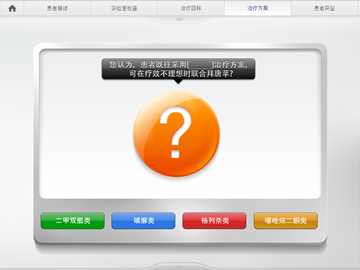 患者描述
实验室检查
治疗目标
治疗方案
患者获益
您认为，患者既往采用[ ]治疗方案，
可在疗效不理想时联合拜唐苹?
?
二甲双胍类
磺脲类
格列奈类
噻唑烷二酮类